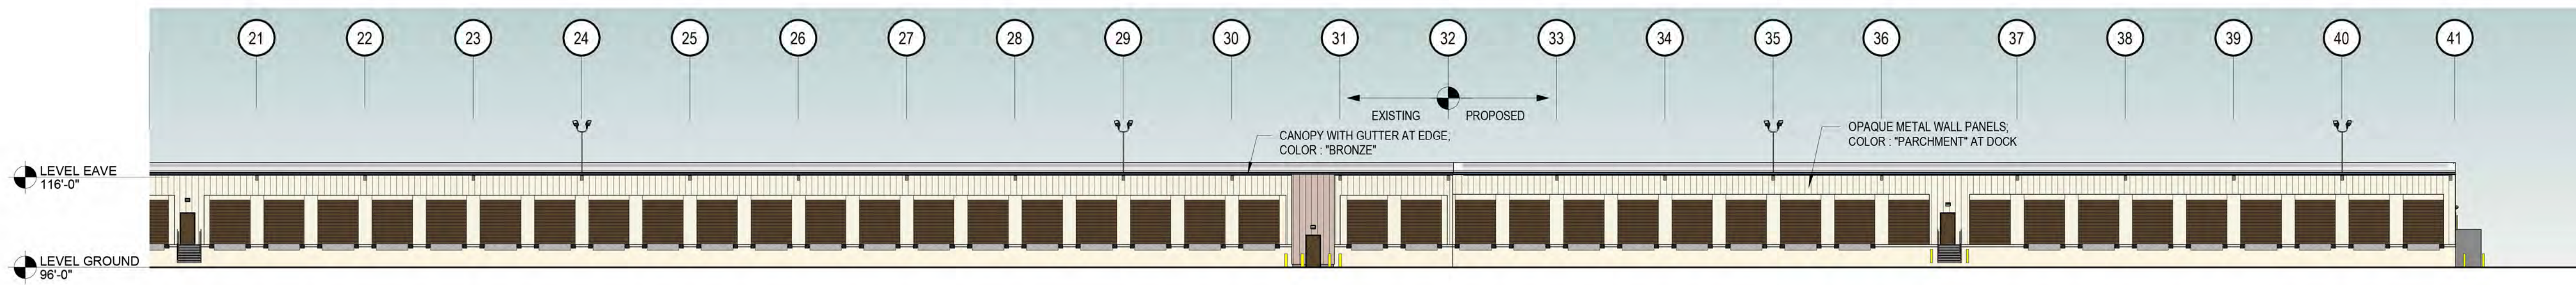 21 22 23 24 25 26 27 28 29 30 31 32 33 34 35 36 37 38 39 40 41
EXISTING PROPOSED
CANOPY WITH GUTTER AT EDGE;
COLOR : "BRONZE"
OPAQUE METAL WALL PANELS;
COLOR : "PARCHMENT" AT DOCK
LEVEL EAVE
116'-0"
LEVEL GROUND
96'-0"